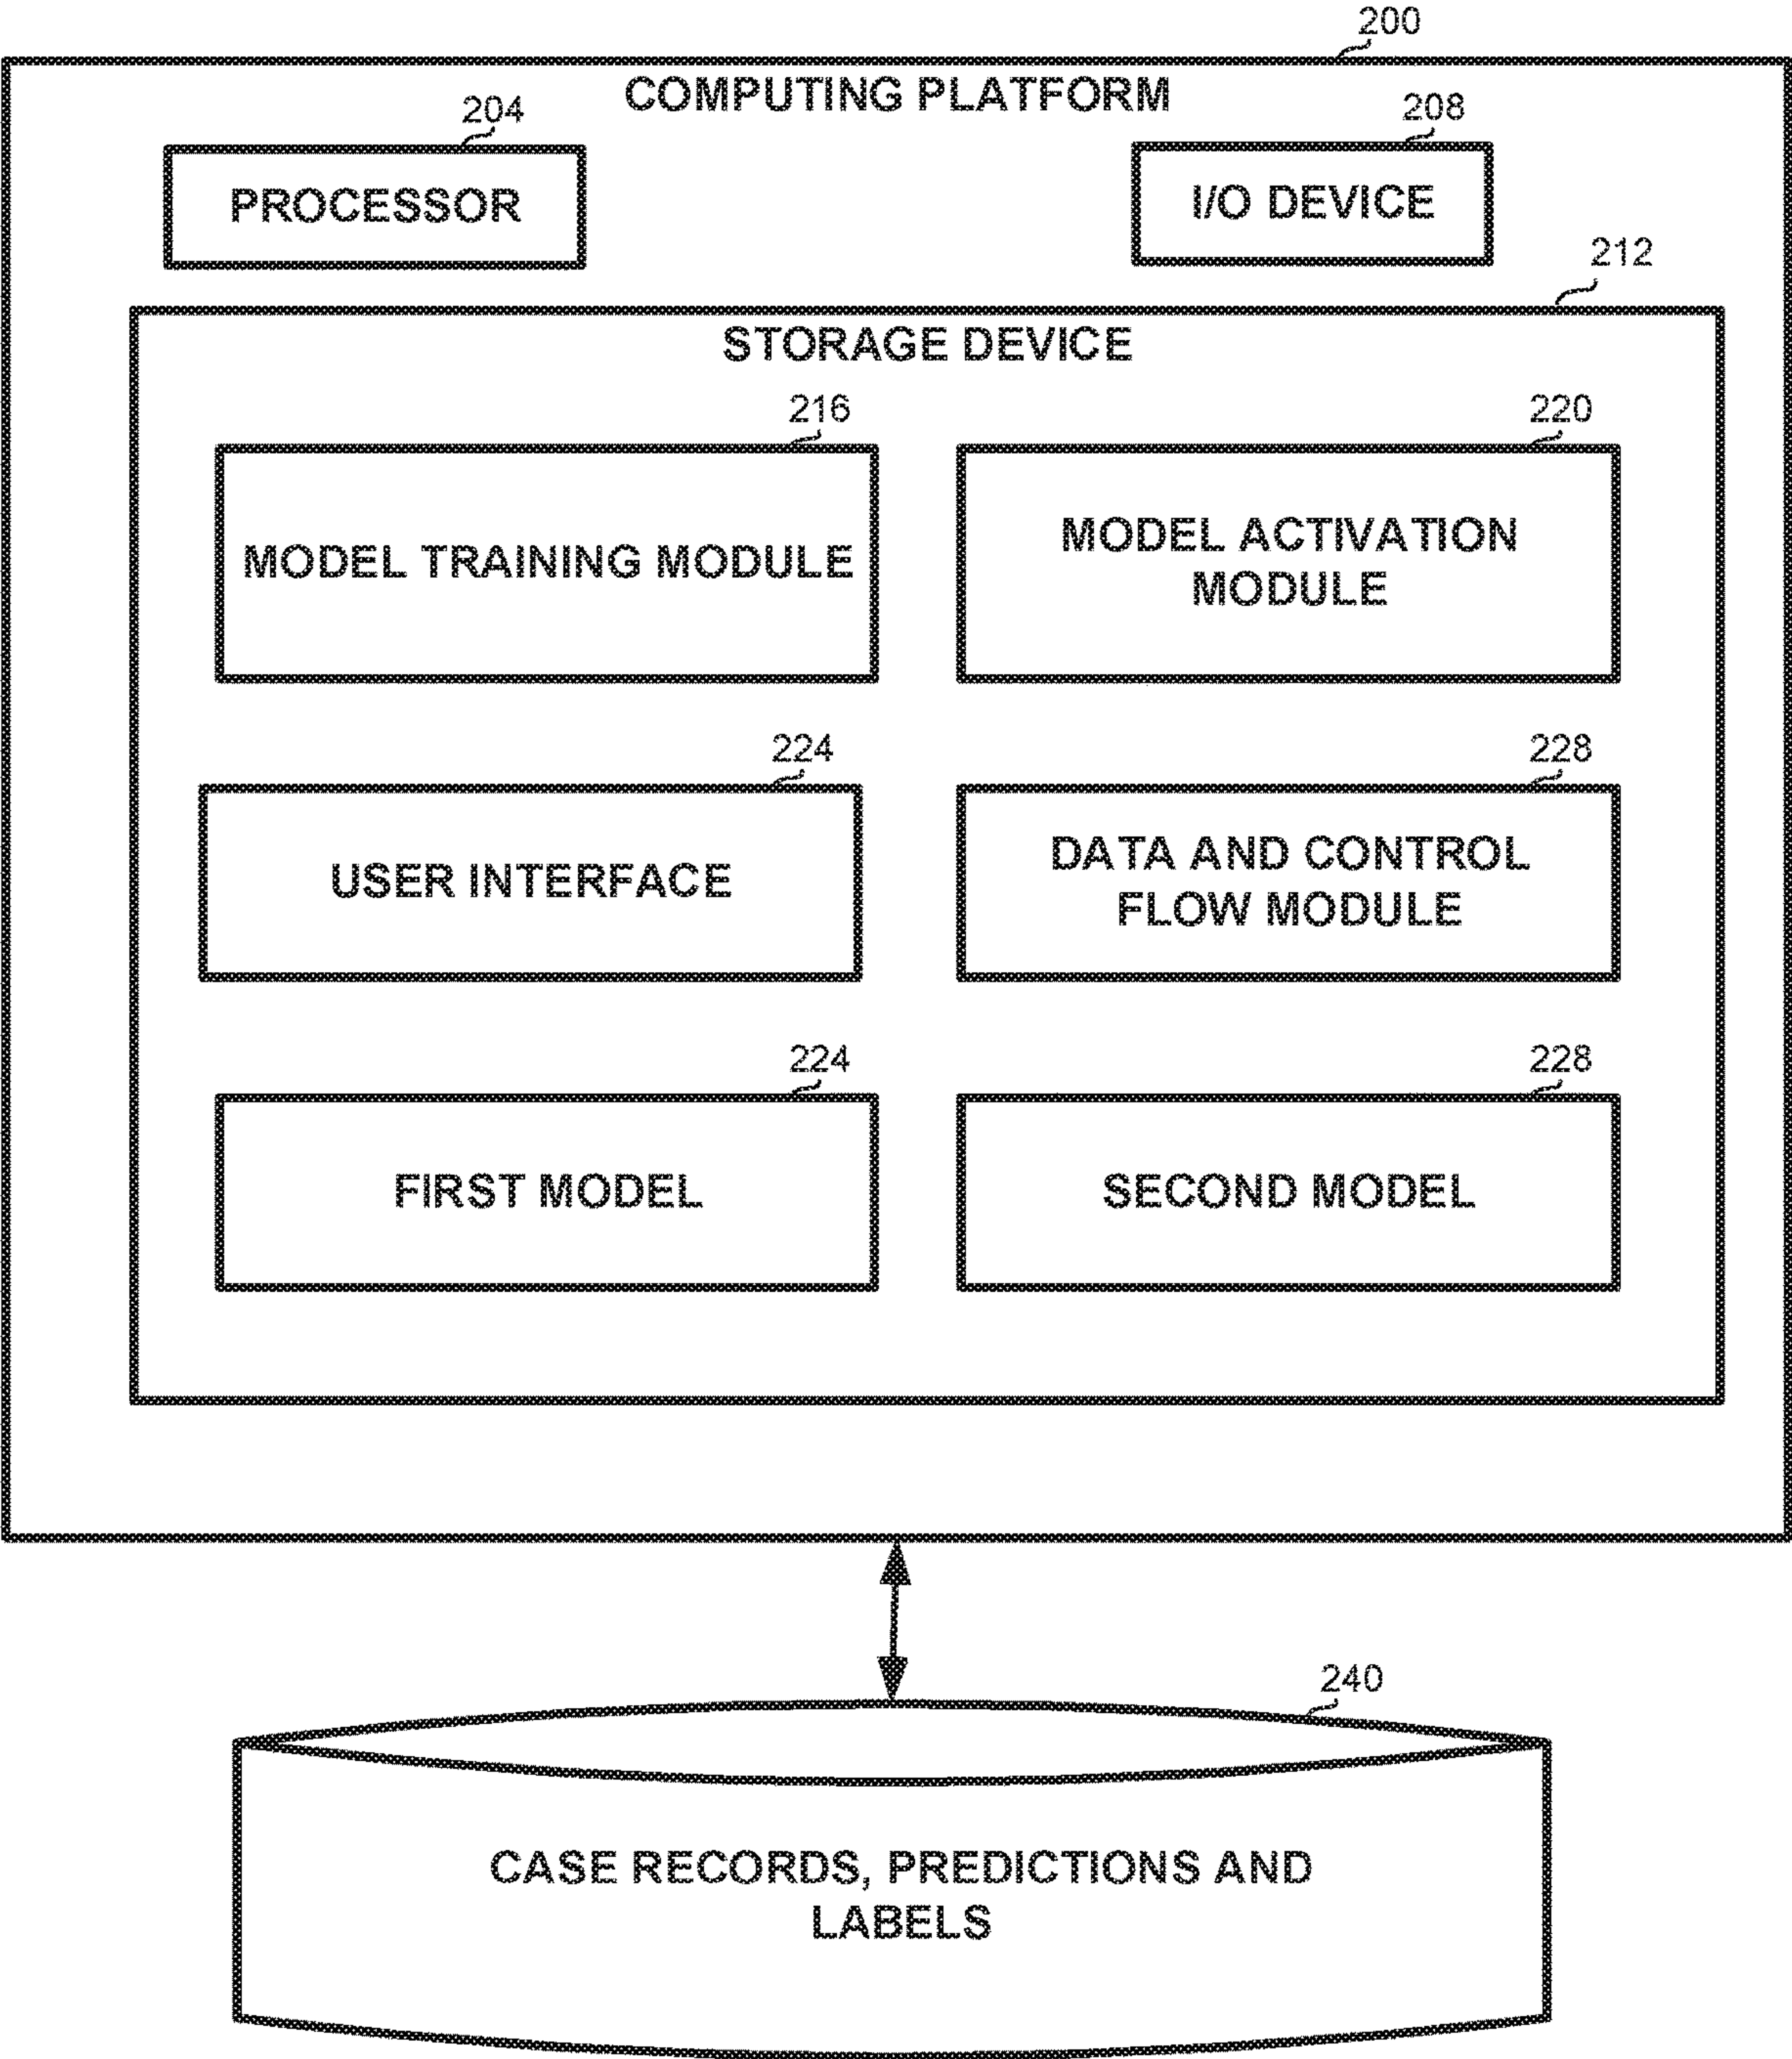 200
COMPUTING PLATFORM
204
208
PROCESSOR
I/O DEVICE
212
STORAGE DEVICE
216
220
MODEL TRAINING MODULE
MODEL ACTIVATION
MODULE
224
228
USER INTERFACE
DATA AND CONTROL
FLOW MODULE
224
228
FIRST MODEL
SECOND MODEL
240
CASE RECORDS, PREDICTIONS AND
LABELS